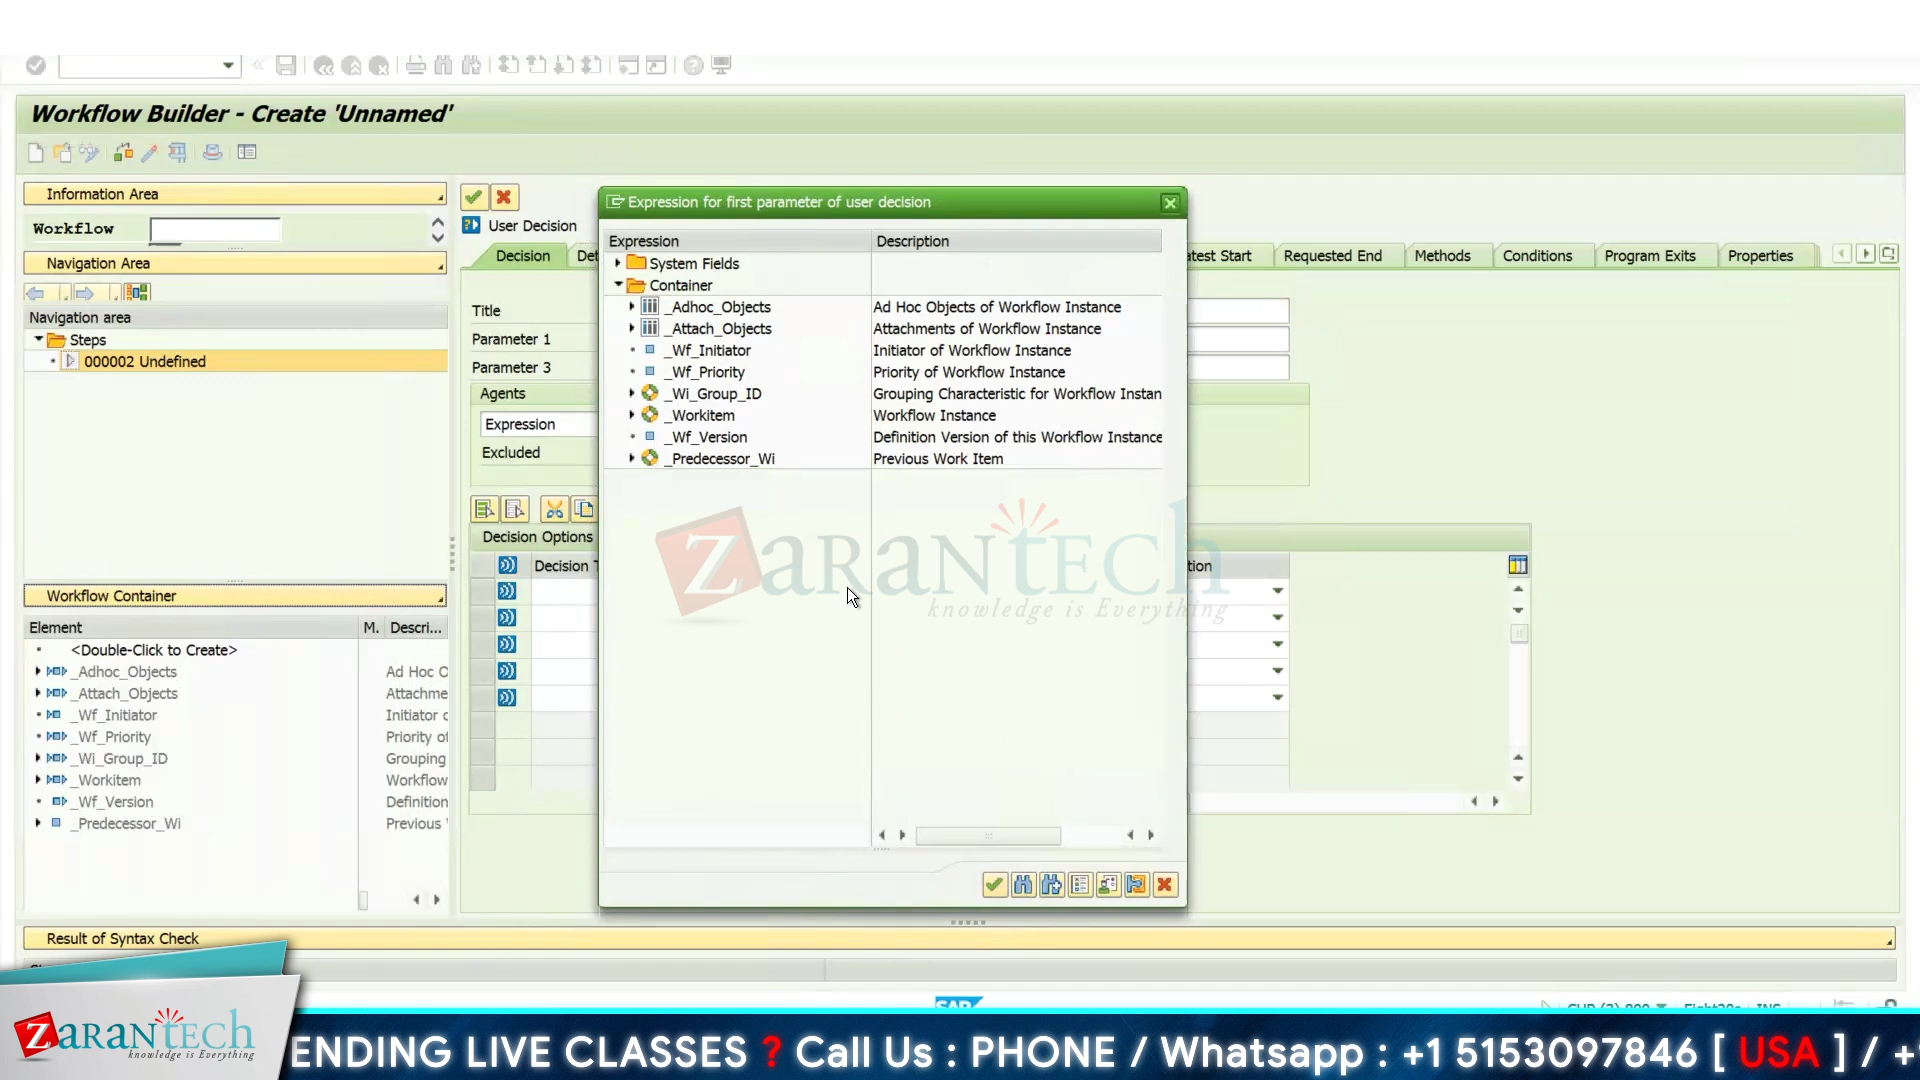 Workflow Builder - Create 'Unnamed'
Information Area
Workflow
Navigation Area
Navigation area
Steps
000002 Undefined
Workflow Container
Element M. Descri...
<Double-Click to Create>
_Adhoc_Objects Ad Hoc O
_Attach_Objects Attachme
_Wf_Initiator Initiator o
_Wf_Priority Priority of
_Wi_Group_ID Grouping
_Workitem Workflow
_Wf_Version Definition
_Predecessor_Wi Previous
User Decision
Decision Det
atest Start Requested End Methods Conditions Program Exits Properties
Title
Parameter 1
Parameter 3
Agents
Expression
Excluded
Decision Options
Decision T
tion
Expression for first parameter of user decision
Expression Description
System Fields
Container
_Adhoc_Objects Ad Hoc Objects of Workflow Instance
_Attach_Objects Attachments of Workflow Instance
_Wf_Initiator Initiator of Workflow Instance
_Wf_Priority Priority of Workflow Instance
_Wi_Group_ID Grouping Characteristic for Workflow Instan
_Workitem Workflow Instance
_Wf_Version Definition Version of this Workflow Instance
_Predecessor_Wi Previous Work Item
ZaranTech
knowledge is Everything
Result of Syntax Check
SAP
ZaranTech
knowledge is Everything
ENDING LIVE CLASSES ? Call Us : PHONE / Whatsapp : +1 5153097846 [ USA ] / +